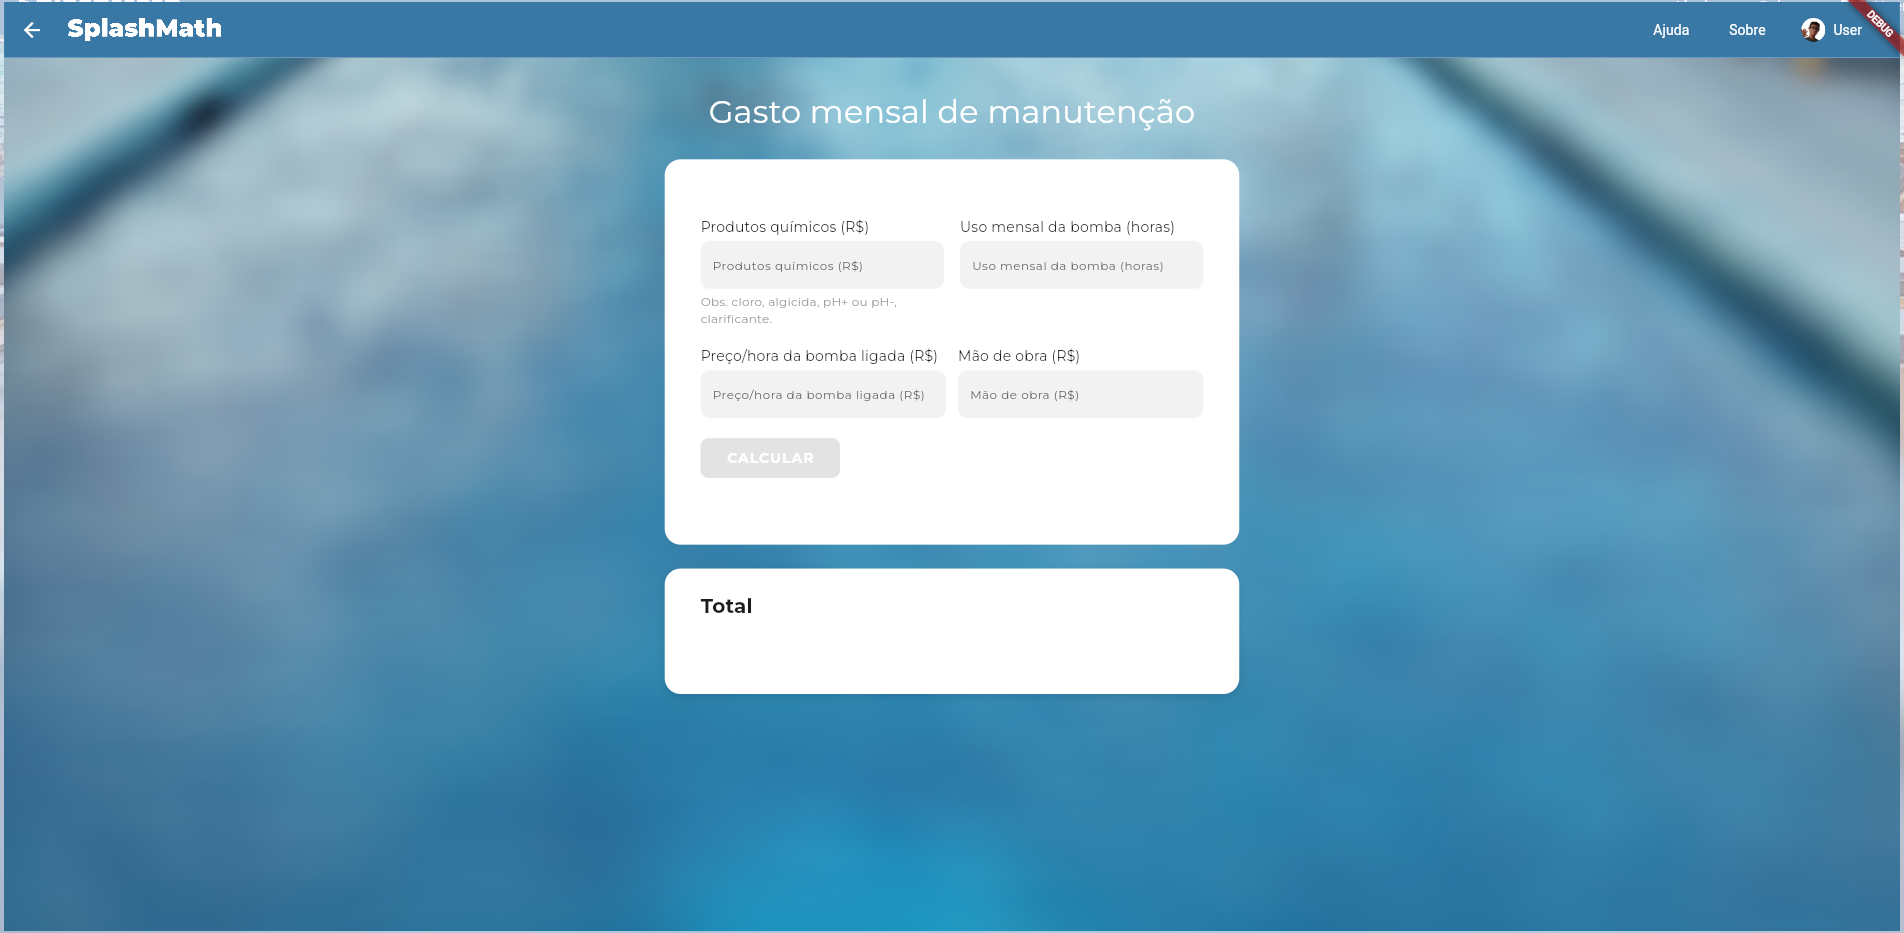 SplashMath
Ajuda
Sobre
User
DEBUG
Gasto mensal de manutenção
Produtos químicos (R$)
Uso mensal da bomba (horas)
Produtos químicos (R$)
Uso mensal da bomba (horas)
Obs. cloro, algicida, pH+ ou pH-,
clarificante.
Preço/hora da bomba ligada (R$)
Mão de obra (R$)
Preço/hora da bomba ligada (R$)
Mão de obra (R$)
CALCULAR
Total